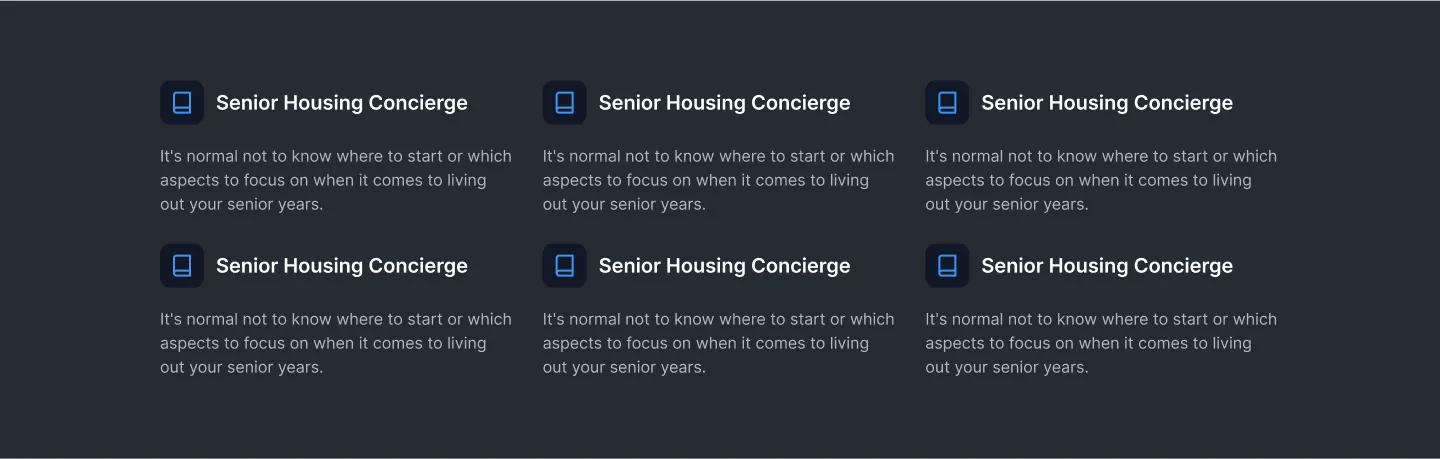 Senior Housing Concierge
It's normal not to know where to start or which
aspects to focus on when it comes to living
out your senior years.
Senior Housing Concierge
It's normal not to know where to start or which
aspects to focus on when it comes to living
out your senior years.
Senior Housing Concierge
It's normal not to know where to start or which
aspects to focus on when it comes to living
out your senior years.
Senior Housing Concierge
It's normal not to know where to start or which
aspects to focus on when it comes to living
out your senior years.
Senior Housing Concierge
It's normal not to know where to start or which
aspects to focus on when it comes to living
out your senior years.
Senior Housing Concierge
It's normal not to know where to start or which
aspects to focus on when it comes to living
out your senior years.